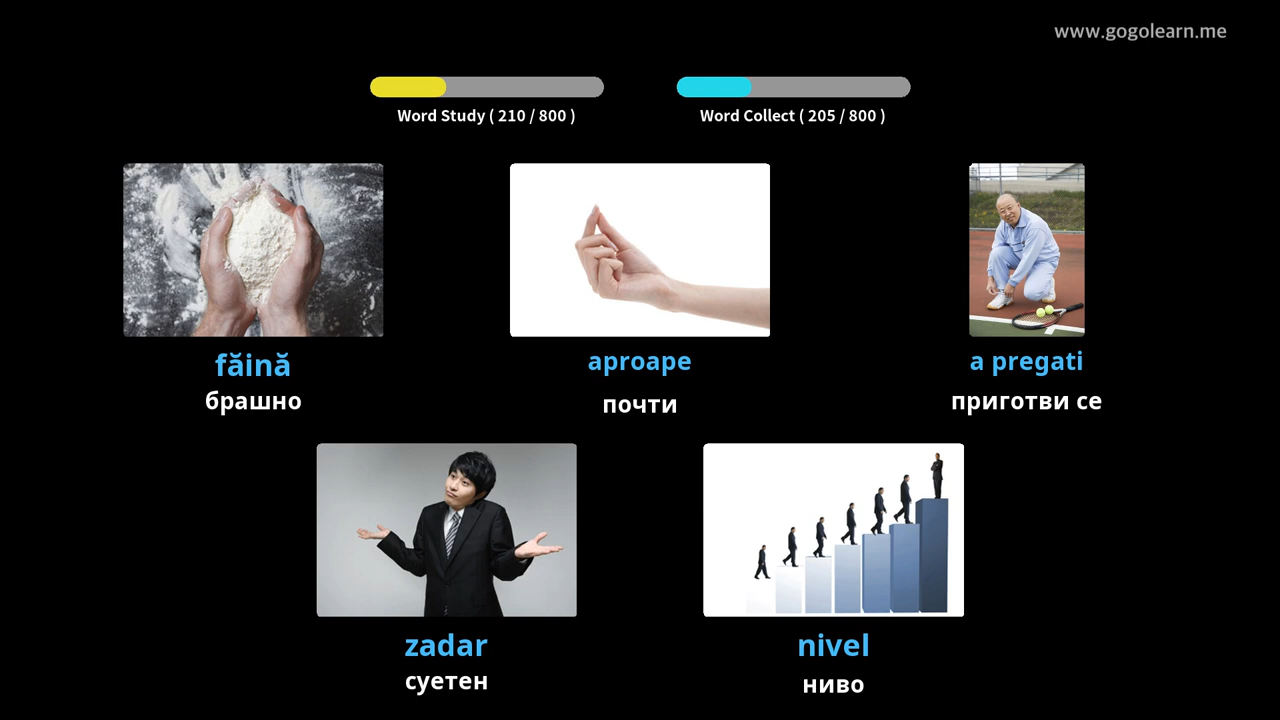 www.gogolearn.me
Word Study ( 210 / 800 )
Word Collect ( 205 / 800 )
făină
брашно
aproape
почти
a pregati
приготви се
zadar
суетен
nivel
ниво